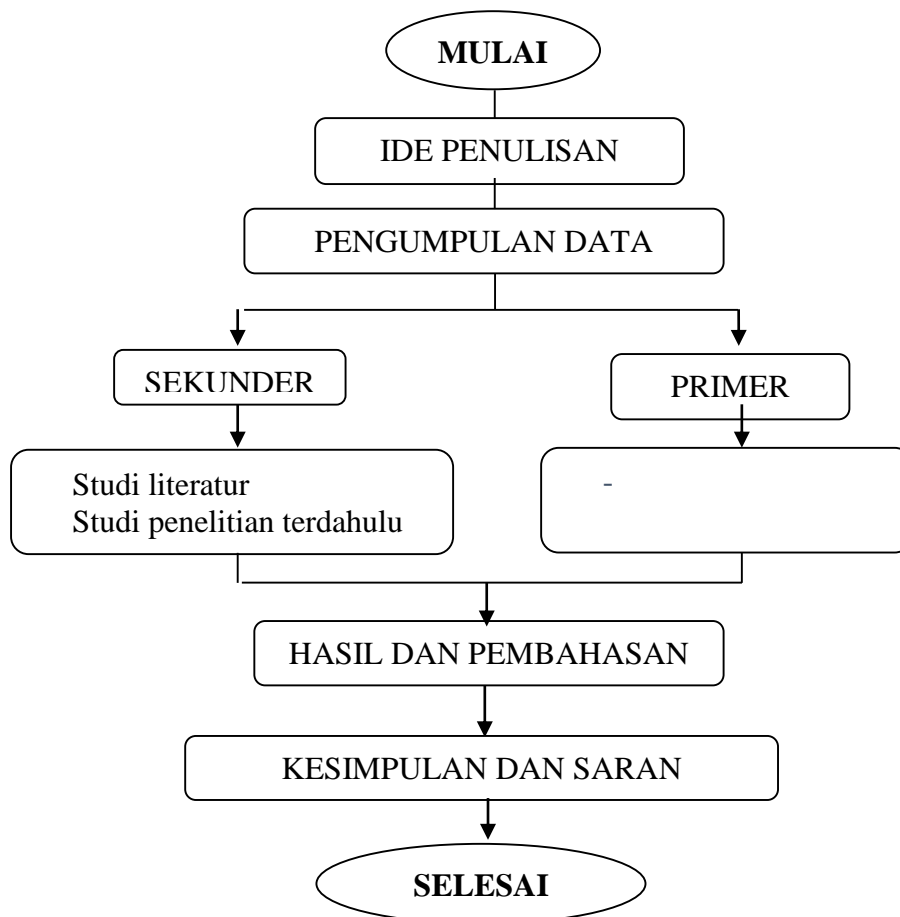 MULAI
IDE PENULISAN
PENGUMPULAN DATA
SEKUNDER
PRIMER
Studi literatur
Studi penelitian terdahulu
-
HASIL DAN PEMBAHASAN
KESIMPULAN DAN SARAN
SELESAI